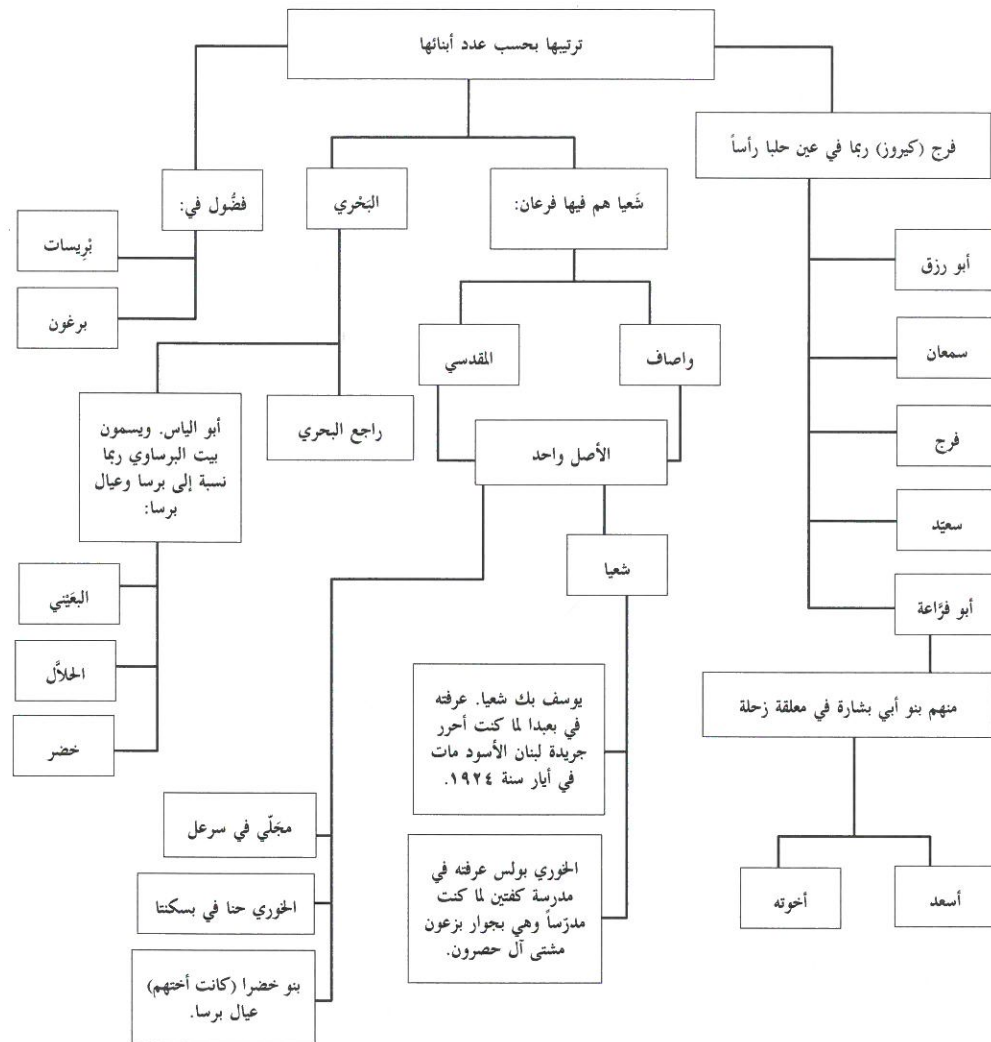 ترتيبها بحسب عدد أبنائها
فرج (كيروز) ربما في عين حلبا رأساً
أبو رزق
سمعان
فرج
سعيّد
أبو فرَّاعة
منهم بنو أبي بشارة في معلقة زحلة
أسعد
أخوته
شَعيا هم فيها فرعان:
واصاف
المقدسي
الأصل واحد
شعيا
يوسف بك شعيا. عرفته
في بعبدا لما كنت أحرر
جريدة لبنان الأسود مات
في أيار سنة ١٩٢٤.
الخوري بولس عرفته في
مدرسة كفتين لما كنت
مدرّساً وهي بجوار بزعون
مشتى آل حصرون.
مجَلّي في سرعل
الخوري حنا في بسكنتا
بنو خضرا (كانت أختهم)
عيال برسا.
البَحْري
راجع البحري
أبو الياس. ويسمون
بيت البرساوي ربما
نسبة إلى برسا وعيال
برسا:
البعَيْني
الحلاَّل
خضر
فضُّول في:
بْرِيسات
برغون